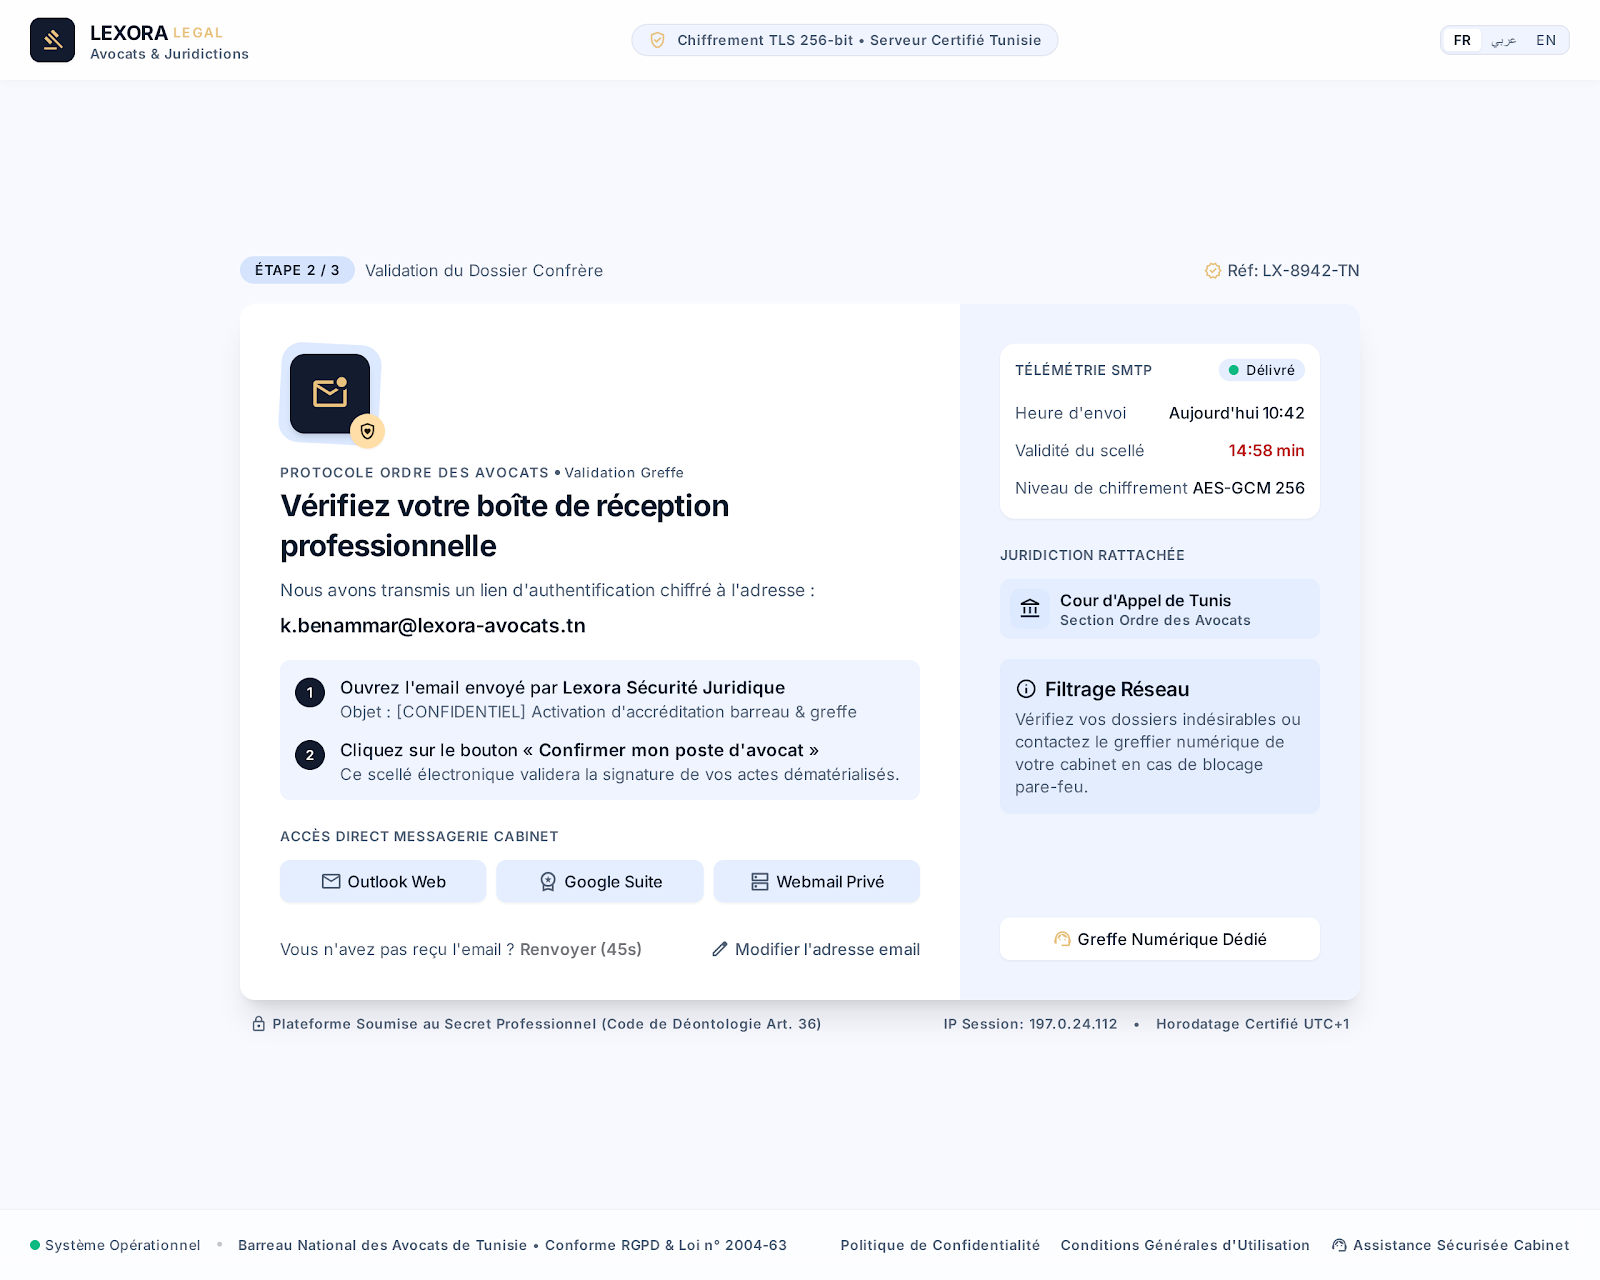 LEXORA LEGAL
Avocats & Juridictions
Chiffrement TLS 256-bit • Serveur Certifié Tunisie
FR عربي EN
ÉTAPE 2 / 3 Validation du Dossier Confrère
Réf: LX-8942-TN
PROTOCOLE ORDRE DES AVOCATS • Validation Greffe
Vérifiez votre boîte de réception
professionnelle
Nous avons transmis un lien d'authentification chiffré à l'adresse :
k.benammar@lexora-avocats.tn
1 Ouvrez l'email envoyé par Lexora Sécurité Juridique
Objet : [CONFIDENTIEL] Activation d'accréditation barreau & greffe
2 Cliquez sur le bouton « Confirmer mon poste d'avocat »
Ce scellé électronique validera la signature de vos actes dématérialisés.
ACCÈS DIRECT MESSAGERIE CABINET
Outlook Web
Google Suite
Webmail Privé
Vous n'avez pas reçu l'email ? Renvoyer (45s)
Modifier l'adresse email
TÉLÉMÉTRIE SMTP Délivré
Heure d'envoi Aujourd'hui 10:42
Validité du scellé 14:58 min
Niveau de chiffrement AES-GCM 256
JURIDICTION RATTACHÉE
Cour d'Appel de Tunis
Section Ordre des Avocats
Filtrage Réseau
Vérifiez vos dossiers indésirables ou
contactez le greffier numérique de
votre cabinet en cas de blocage
pare-feu.
Greffe Numérique Dédié
Plateforme Soumise au Secret Professionnel (Code de Déontologie Art. 36)
IP Session: 197.0.24.112 • Horodatage Certifié UTC+1
Système Opérationnel • Barreau National des Avocats de Tunisie • Conforme RGPD & Loi n° 2004-63
Politique de Confidentialité
Conditions Générales d'Utilisation
Assistance Sécurisée Cabinet